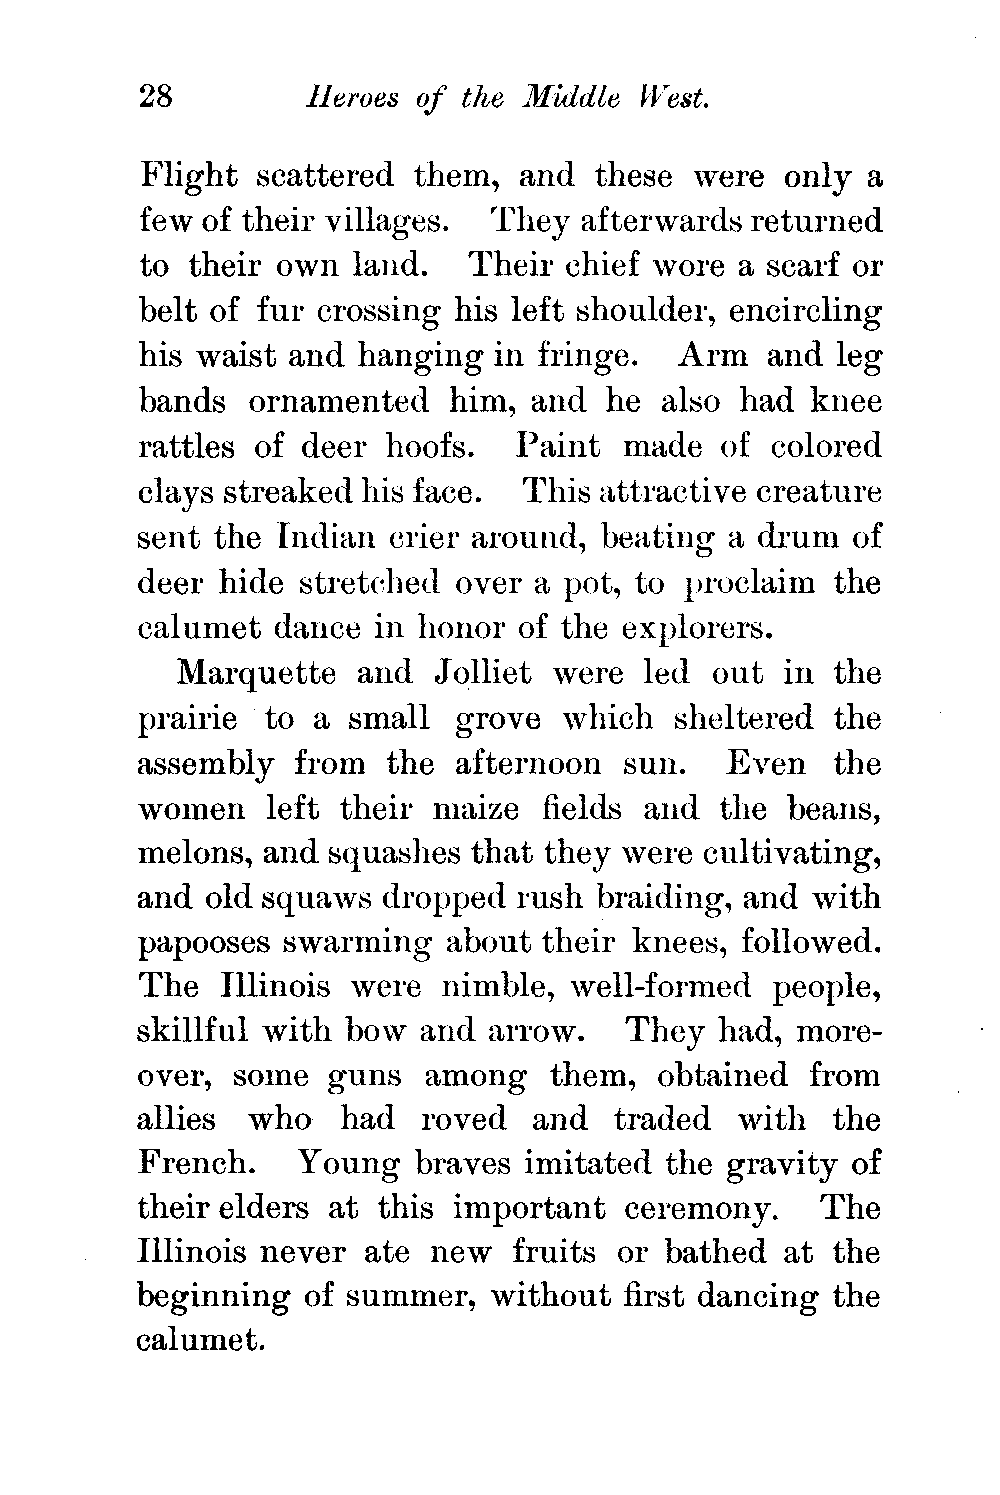 28 Heroes of the Middle West.
Flight scattered them, and these were only a
few of their villages. They afterwards returned
to their own land. Their chief wore a scarf or
belt of fur crossing his left shoulder, encircling
his waist and hanging in fringe. Arm and leg
bands ornamented him, and he also had knee
rattles of deer hoofs. Paint made of colored
clays streaked his face. This attractive creature
sent the Indian crier around, beating a drum of
deer hide stretched over a pot, to proclaim the
calumet dance in honor of the explorers.
Marquette and Jolliet were led out in the
prairie to a small grove which sheltered the
assembly from the afternoon sun. Even the
women left their maize fields and the beans,
melons, and squashes that they were cultivating,
and old squaws dropped rush braiding, and with
papooses swarming about their knees, followed.
The Illinois were nimble, well-formed people,
skillful with bow and arrow. They had, more-
over, some guns among them, obtained from
allies who had roved and traded with the
French. Young braves imitated the gravity of
their elders at this important ceremony. The
Illinois never ate new fruits or bathed at the
beginning of summer, without first dancing the
calumet.